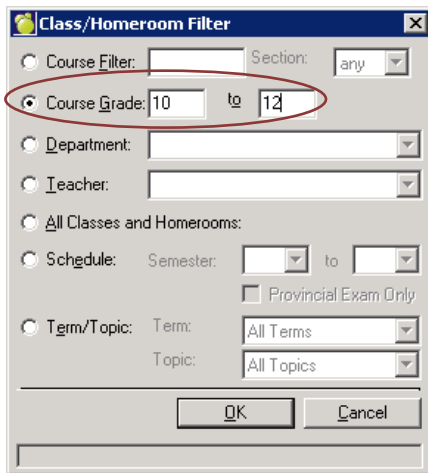 Class/Homeroom Filter
Course Filter: Section: any
Course Grade: 10 to 12
Department:
Teacher:
All Classes and Homerooms:
Schedule: Semester: to
Provincial Exam Only
Term/Topic: Term: All Terms
Topic: All Topics
OK Cancel